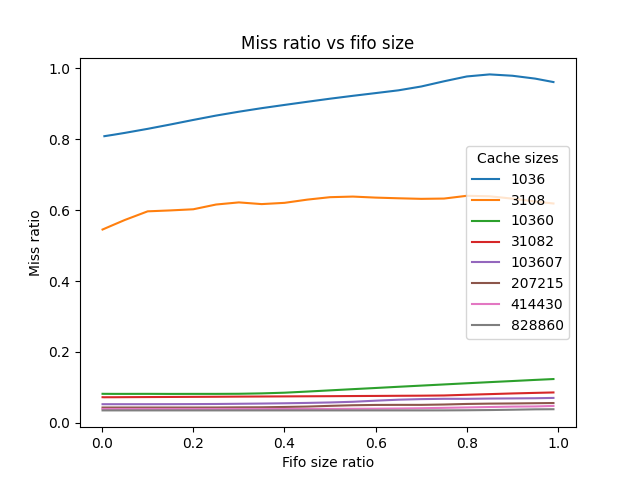 Miss ratio vs fifo size
1.0
0.8
0.6
0.4
0.2
0.0
Miss ratio
Cache sizes
1036
3108
10360
31082
103607
207215
414430
828860
0.0 0.2 0.4 0.6 0.8 1.0
Fifo size ratio